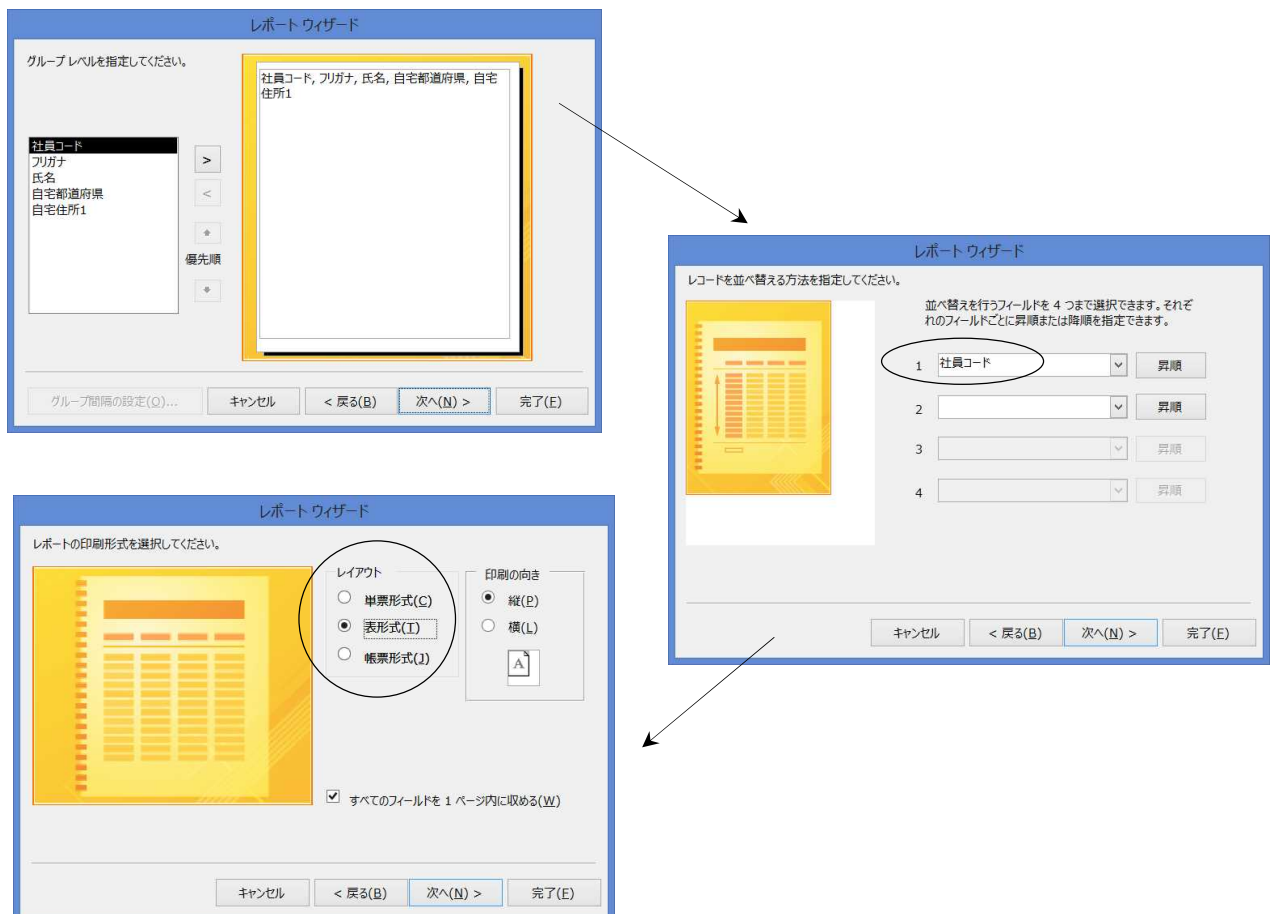 レポート ウィザード
グループ レベルを指定してください。
社員コード, フリガナ, 氏名, 自宅都道府県, 自宅
住所1
社員コード
フリガナ
氏名
自宅都道府県
自宅住所1
>
<
優先順
グループ間隔の設定(O)...
キャンセル
< 戻る(B)
次へ(N) >
完了(F)
レポート ウィザード
レコードを並べ替える方法を指定してください。
並べ替えを行うフィールドを 4 つまで選択できます。それぞ
れのフィールドごとに昇順または降順を指定できます。
1 社員コード 昇順
2 昇順
3 昇順
4 昇順
キャンセル
< 戻る(B)
次へ(N) >
完了(F)
レポート ウィザード
レポートの印刷形式を選択してください。
レイアウト
単票形式(C)
表形式(T)
帳票形式(J)
印刷の向き
縦(P)
横(L)
A
すべてのフィールドを 1 ページ内に収める(W)
キャンセル
< 戻る(B)
次へ(N) >
完了(F)